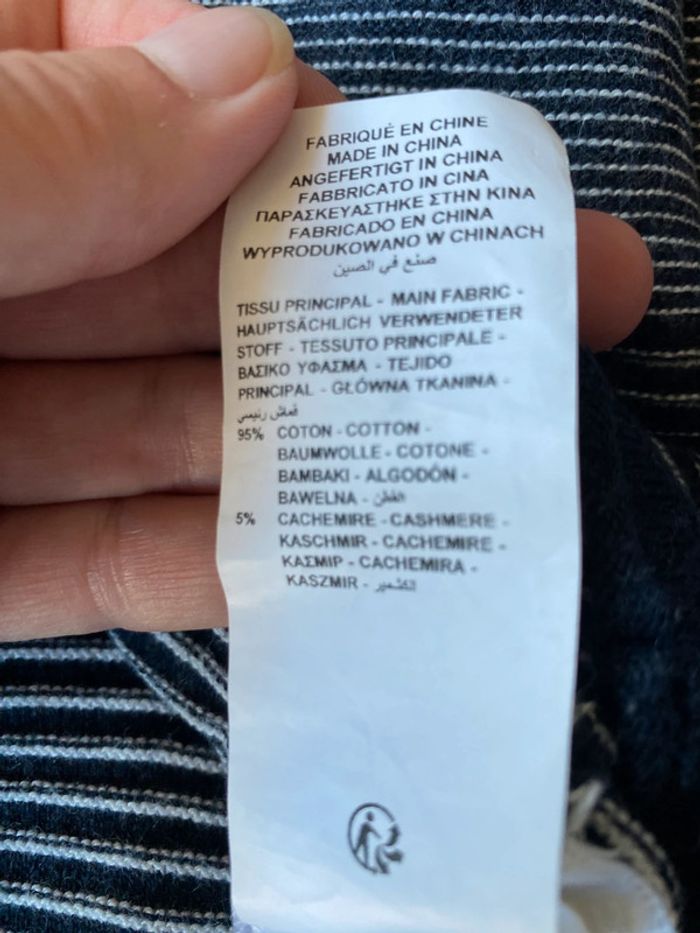 FABRIQUÉ EN CHINE
MADE IN CHINA
ANGEFERTIGT IN CHINA
FABBRICATO IN CINA
ΠΑΡΑΣΚΕΥΑΣΤΗΚΕ ΣΤΗΝ ΚΙΝΑ
FABRICADO EN CHINA
WYPRODUKOWANO W CHINACH
صنع في الصين
TISSU PRINCIPAL - MAIN FABRIC -
HAUPTSÄCHLICH VERWENDETER
STOFF - TESSUTO PRINCIPALE -
ΒΑΣΙΚΟ ΥΦΑΣΜΑ - TEJIDO
PRINCIPAL - GŁÓWNA TKANINA -
قماش رئيسي
95% COTON - COTTON -
BAUMWOLLE - COTONE -
ΒΑΜΒΑΚΙ - ALGODÓN -
BAWELNA - القطن
5% CACHEMIRE - CASHMERE -
KASCHMIR - CACHEMIRE -
ΚΑΣΜΙΡ - CACHEMIRA -
KASZMIR - الكشمير